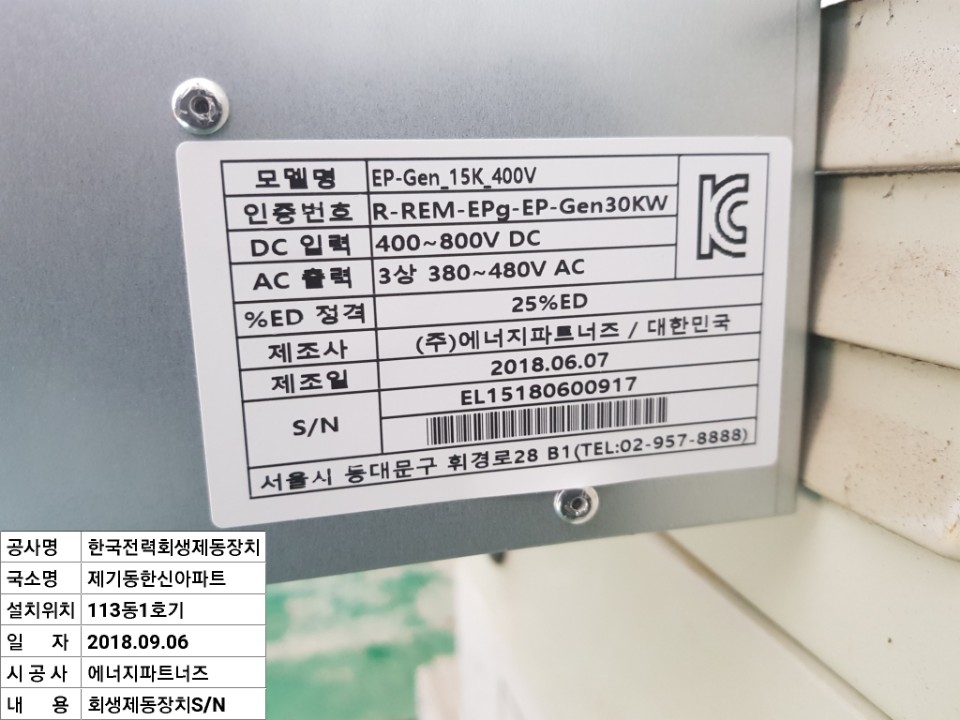 모델명 EP-Gen_15K_400V
인증번호 R-REM-EPg-EP-Gen30KW
DC 입력 400~800V DC
AC 출력 3상 380~480V AC
%ED 정격 25%ED
제조사 (주)에너지파트너즈 / 대한민국
제조일 2018.06.07
S/N EL15180600917
서울시 동대문구 휘경로28 B1(TEL:02-957-8888)
공사명 한국전력회생제동장치
국소명 제기동한신아파트
설치위치 113동1호기
일 자 2018.09.06
시 공 사 에너지파트너즈
내 용 회생제동장치S/N